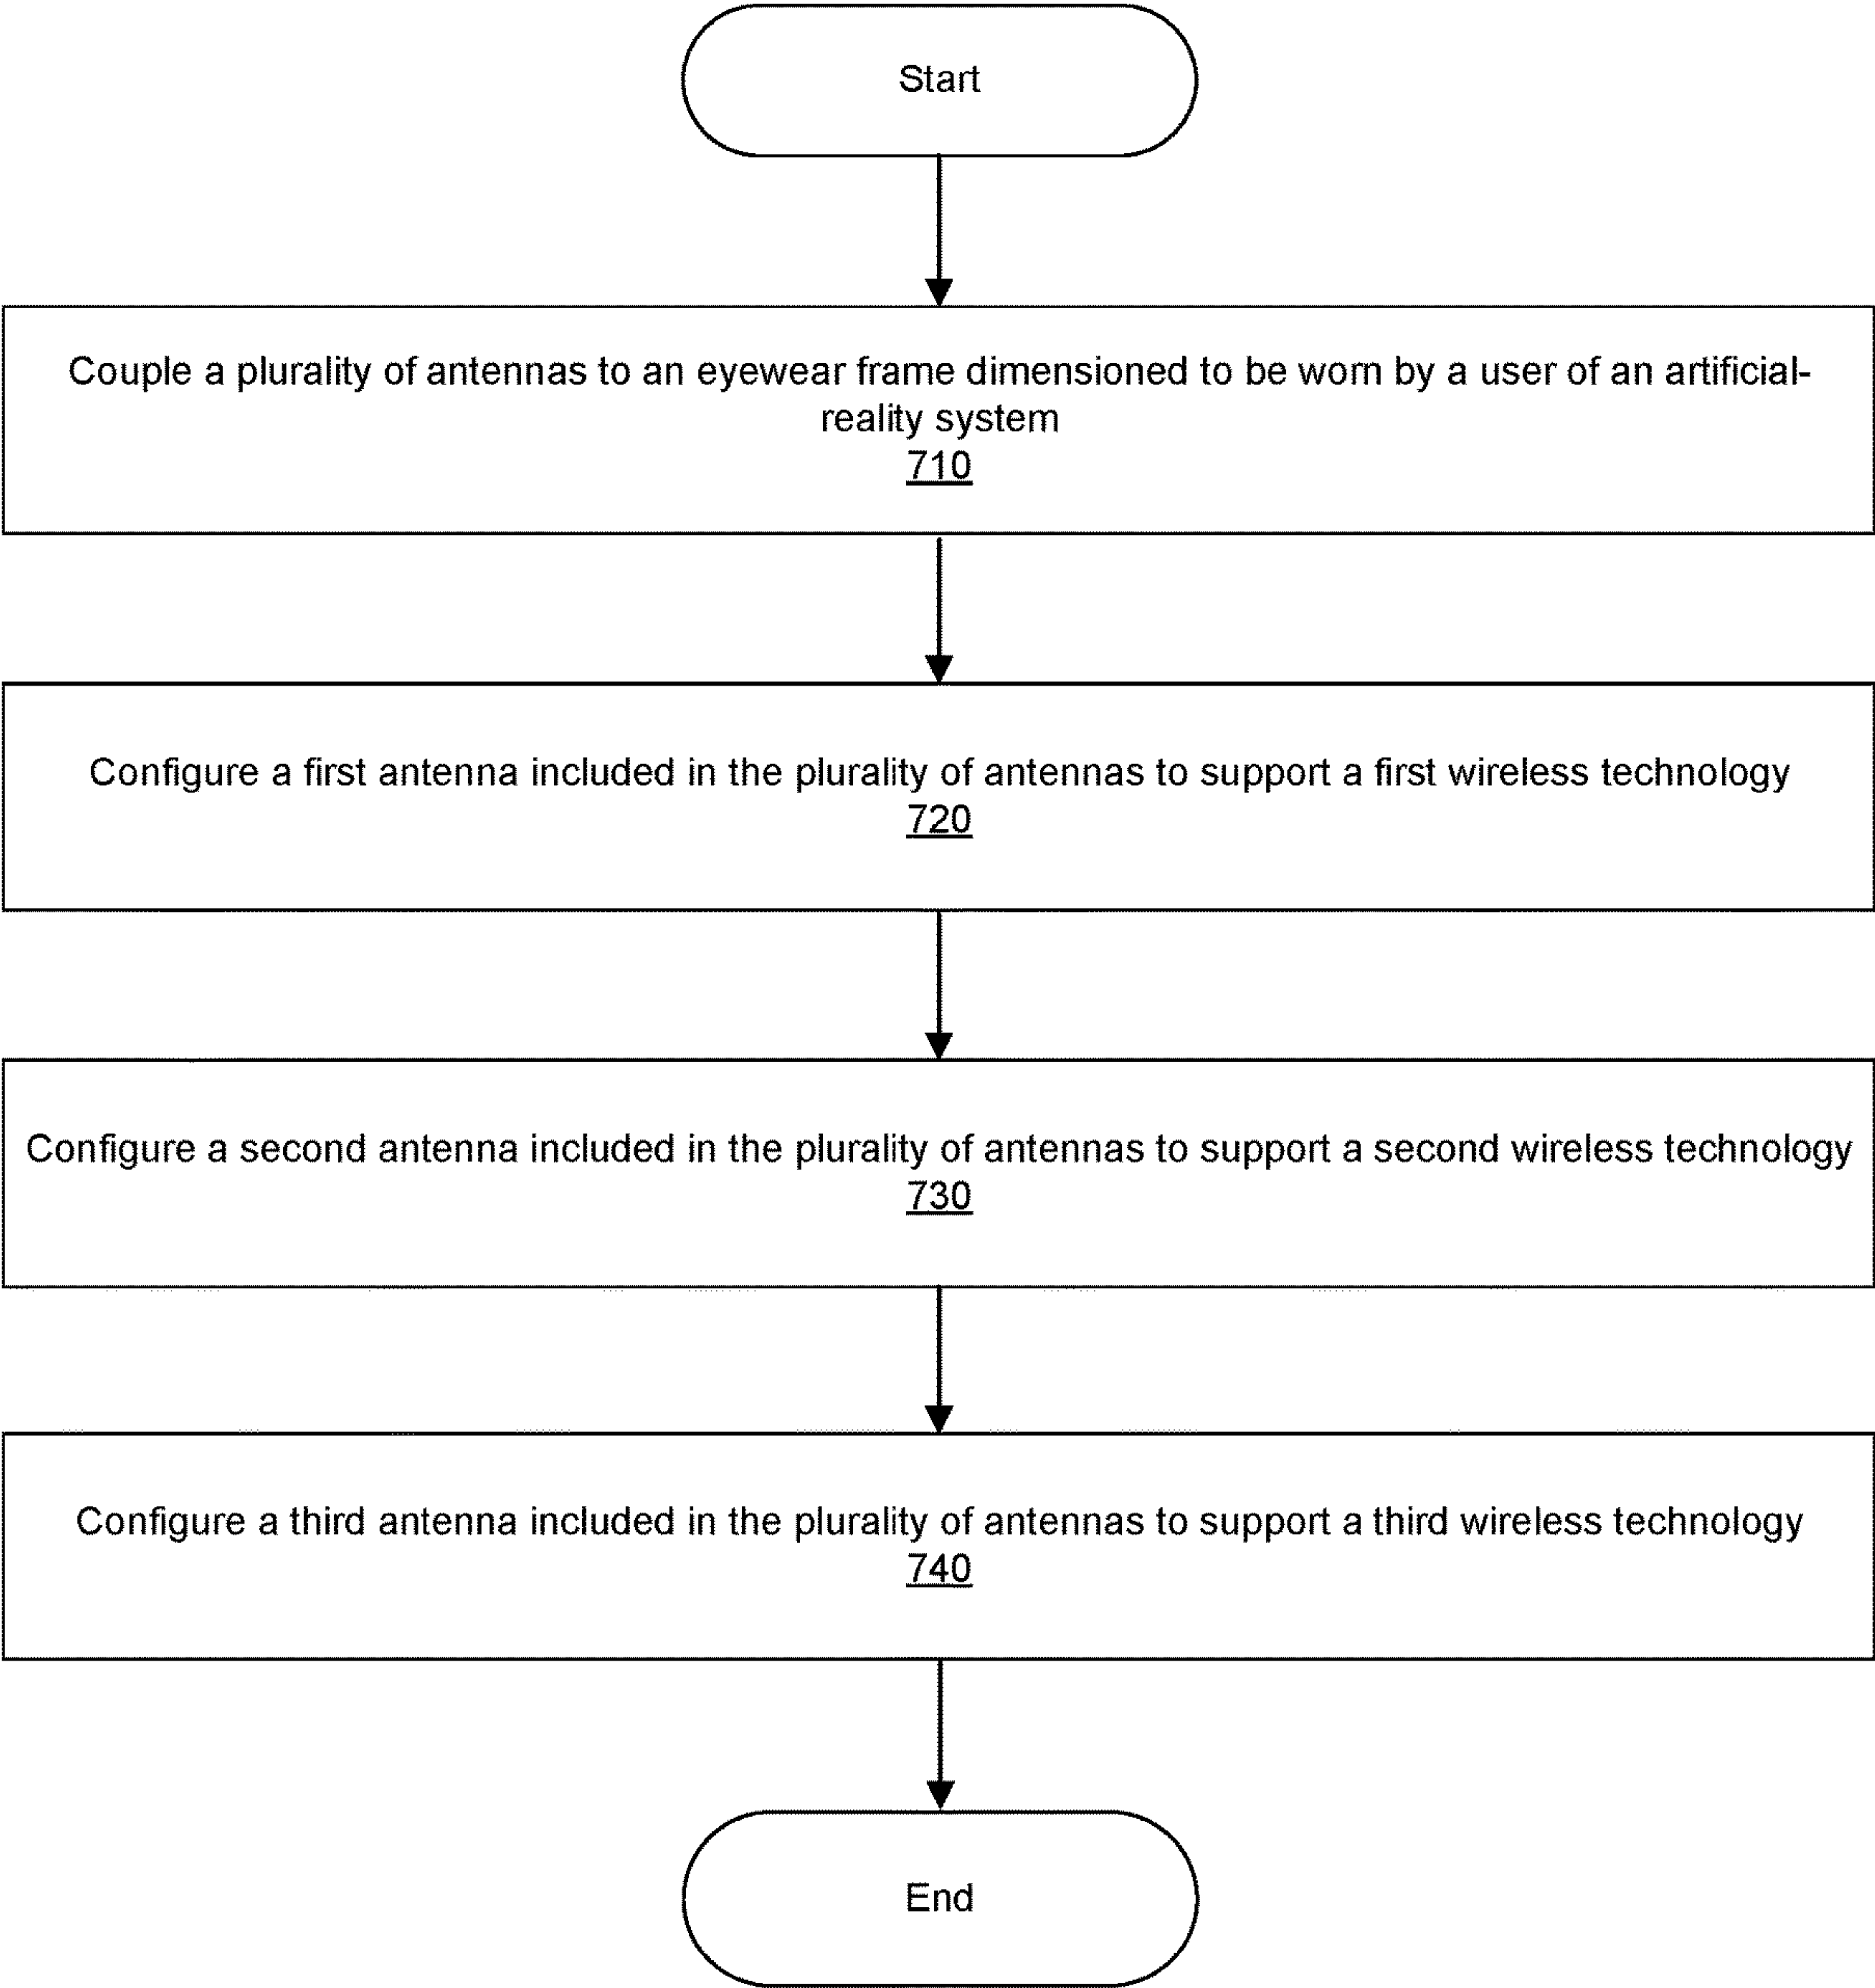 Start
Couple a plurality of antennas to an eyewear frame dimensioned to be worn by a user of an artificial-
reality system
710
Configure a first antenna included in the plurality of antennas to support a first wireless technology
720
Configure a second antenna included in the plurality of antennas to support a second wireless technology
730
Configure a third antenna included in the plurality of antennas to support a third wireless technology
740
End